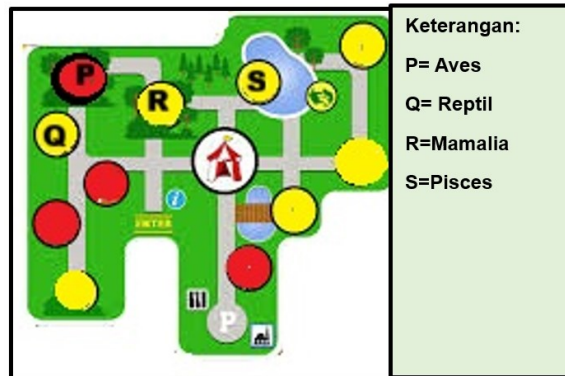 P
R
S
Q
i
ENTER
P
Keterangan:
P= Aves
Q= Reptil
R=Mamalia
S=Pisces